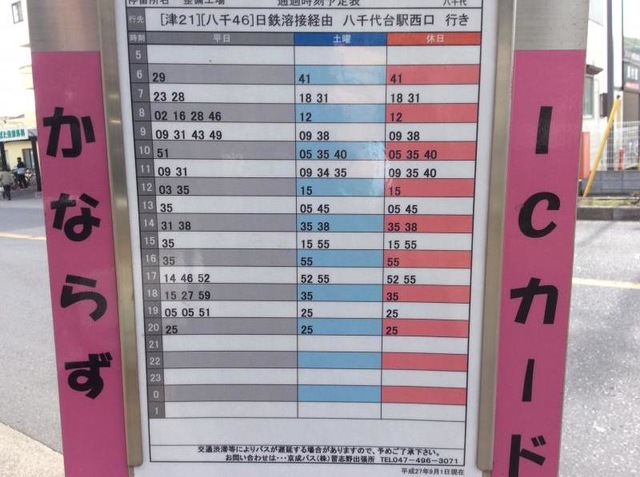 停留所名 整備工場 通過時刻予定表 八千代
行先 [津21][八千46]日鉄溶接経由 八千代台駅西口 行き
時刻 平日 土曜 休日
5
6 29 41 41
7 23 28 18 31 18 31
8 02 16 28 46 12 12
9 09 31 43 49 09 38 09 38
10 51 05 35 40 05 35 40
11 09 31 09 34 35 09 35 40
12 03 35 15 15
13 35 05 45 05 45
14 31 38 35 38 35 38
15 35 15 55 15 55
16 35 55 55
17 14 46 52 52 55 52 55
18 15 27 59 35 35
19 05 05 51 25 25
20 25 25 25
21
22
23
0
1
交通渋滞等によりバスが遅延する場合がありますので、予めご了承下さい。
お問い合わせは・・・京成バス(株)習志野出張所 TEL047-496-3071
平成27年9月1日現在
かならず
ICカード